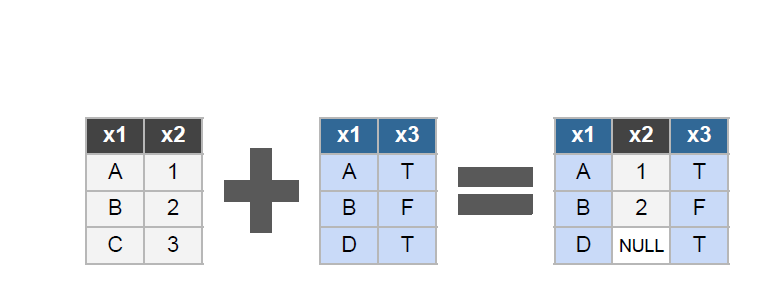 x1 x2 x1 x3 x1 x2 x3
A 1 A T A 1 T
B 2 B F B 2 F
C 3 D T D NULL T